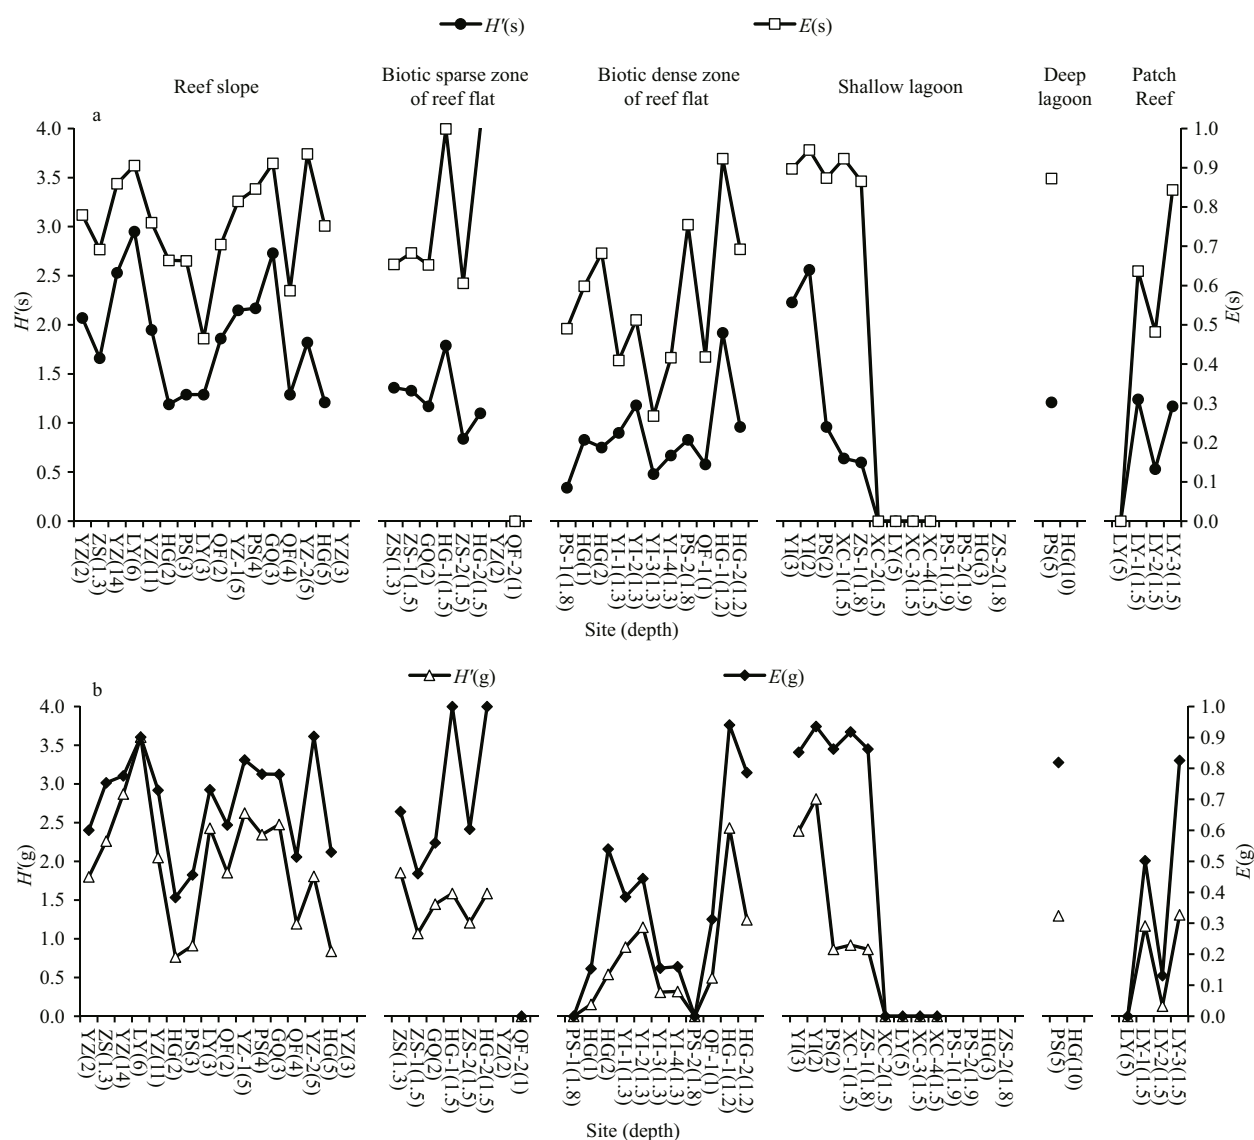 H′(s) E(s)
Reef slope
Biotic sparse zone
of reef flat
Biotic dense zone
of reef flat
Shallow lagoon
Deep
lagoon
Patch
Reef
a
4.0
3.5
3.0
2.5
2.0
1.5
1.0
0.5
0.0
H′(s)
1.0
0.9
0.8
0.7
0.6
0.5
0.4
0.3
0.2
0.1
0.0
E(s)
YZ(2)
ZS(1.3)
YZ(14)
LY(6)
YZ(11)
HG(2)
PS(3)
LY(3)
QF(2)
YZ-1(5)
PS(4)
GQ(3)
QF(4)
YZ-2(5)
HG(5)
YZ(3)
ZS(1.3)
ZS-1(1.5)
GQ(2)
HG-1(1.5)
ZS-2(1.5)
HG-2(1.5)
YZ(2)
QF-2(1)
PS-1(1.8)
HG(1)
HG(2)
Y1-1(1.3)
Y1-2(1.3)
Y1-3(1.3)
Y1-4(1.3)
PS-2(1.8)
QF-1(1)
HG-1(1.2)
HG-2(1.2)
YI(3)
YI(2)
PS(2)
XC-1(1.5)
ZS-1(1.8)
XC-2(1.5)
LY(5)
XC-3(1.5)
XC-4(1.5)
PS-1(1.9)
PS-2(1.9)
HG(3)
ZS-2(1.8)
PS(5)
HG(10)
LY(5)
LY-1(1.5)
LY-2(1.5)
LY-3(1.5)
Site (depth)
H′(g) E(g)
b
4.0
3.5
3.0
2.5
2.0
1.5
1.0
0.5
0.0
H′(g)
1.0
0.9
0.8
0.7
0.6
0.5
0.4
0.3
0.2
0.1
0.0
E(g)
YZ(2)
ZS(1.3)
YZ(14)
LY(6)
YZ(11)
HG(2)
PS(3)
LY(3)
QF(2)
YZ-1(5)
PS(4)
GQ(3)
QF(4)
YZ-2(5)
HG(5)
YZ(3)
ZS(1.3)
ZS-1(1.5)
GQ(2)
HG-1(1.5)
ZS-2(1.5)
HG-2(1.5)
YZ(2)
QF-2(1)
PS-1(1.8)
HG(1)
HG(2)
Y1-1(1.3)
Y1-2(1.3)
Y1-3(1.3)
Y1-4(1.3)
PS-2(1.8)
QF-1(1)
HG-1(1.2)
HG-2(1.2)
YI(3)
YI(2)
PS(2)
XC-1(1.5)
ZS-1(1.8)
XC-2(1.5)
LY(5)
XC-3(1.5)
XC-4(1.5)
PS-1(1.9)
PS-2(1.9)
HG(3)
ZS-2(1.8)
PS(5)
HG(10)
LY(5)
LY-1(1.5)
LY-2(1.5)
LY-3(1.5)
Site (depth)